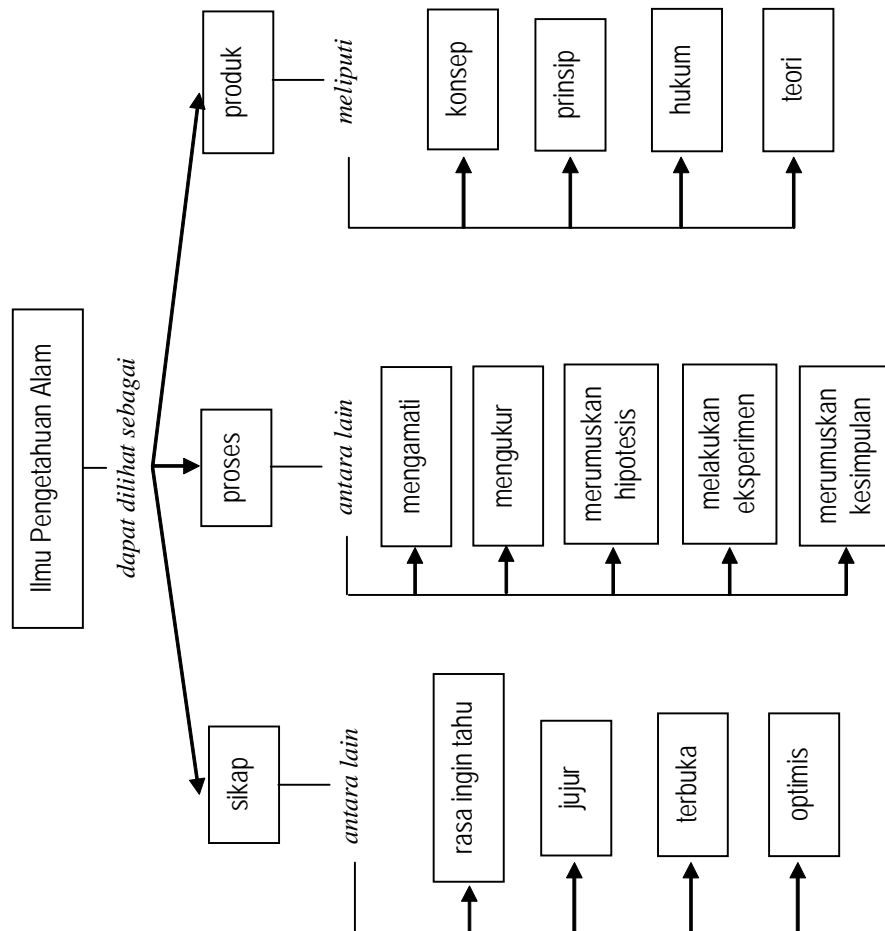 Ilmu Pengetahuan Alam
dapat dilihat sebagai
sikap
antara lain
rasa ingin tahu
jujur
terbuka
optimis
proses
antara lain
mengamati
mengukur
merumuskan
hipotesis
melakukan
eksperimen
merumuskan
kesimpulan
produk
meliputi
konsep
prinsip
hukum
teori